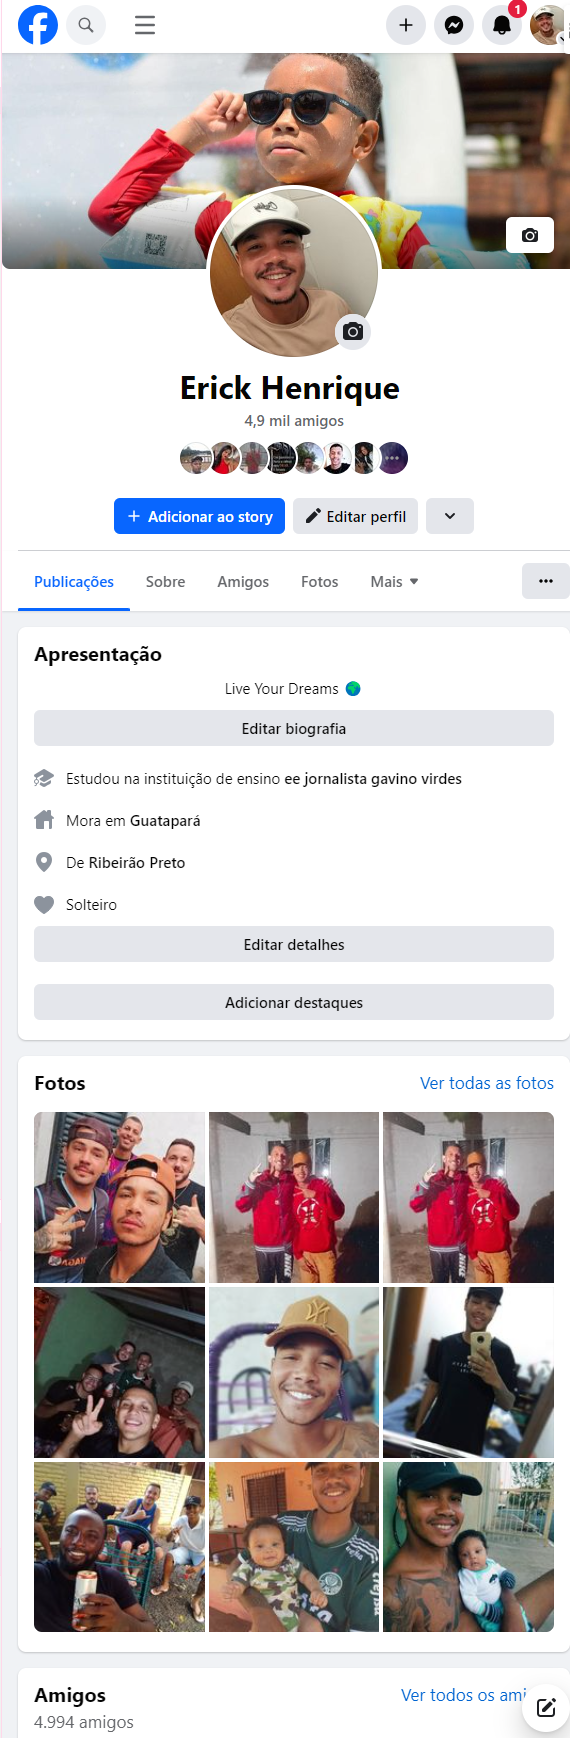 1
Erick Henrique
4,9 mil amigos
+ Adicionar ao story
Editar perfil
Publicações
Sobre
Amigos
Fotos
Mais
Apresentação
Live Your Dreams
Editar biografia
Estudou na instituição de ensino ee jornalista gavino virdes
Mora em Guatapará
De Ribeirão Preto
Solteiro
Editar detalhes
Adicionar destaques
Fotos
Ver todas as fotos
NIKE
NIKE
Amigos
Ver todos os ami
4.994 amigos